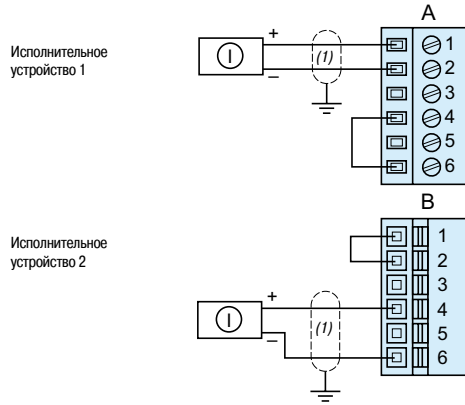 A
Исполнительное
устройство 1
+
I
(1)
–
1
2
3
4
5
6
B
Исполнительное
устройство 2
+
I
(1)
–
1
2
3
4
5
6